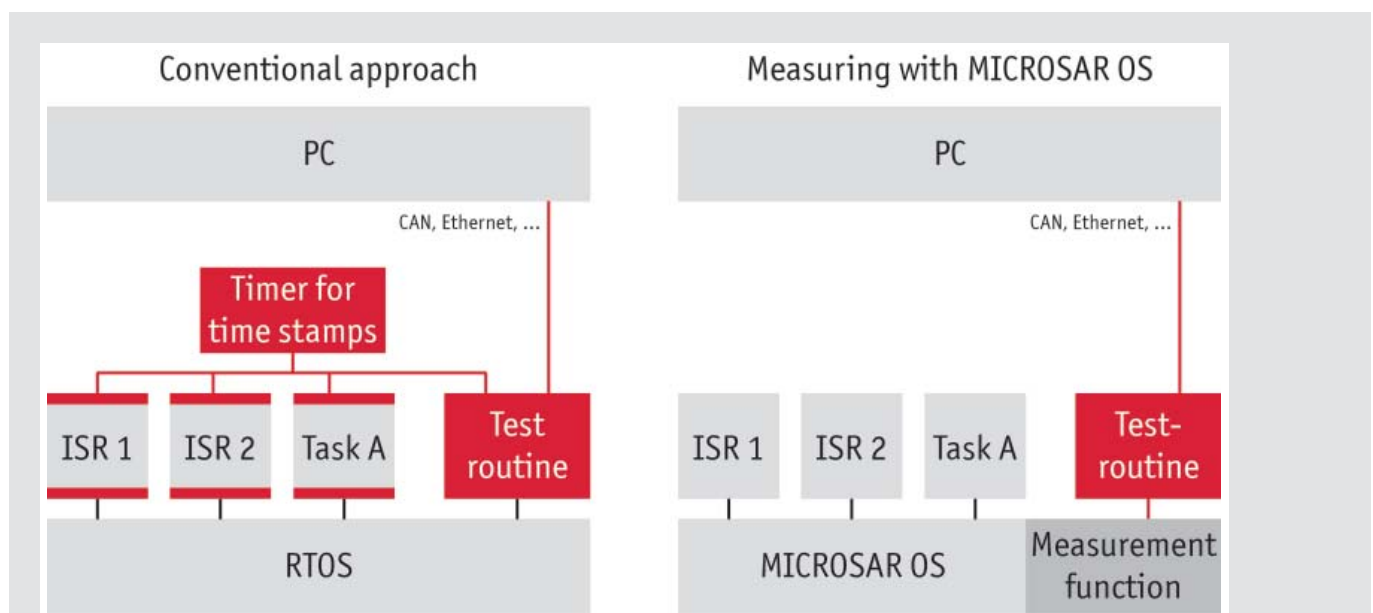 Conventional approach
PC
CAN, Ethernet, ...
Timer for
time stamps
ISR 1
ISR 2
Task A
Test
routine
RTOS
Measuring with MICROSAR OS
PC
CAN, Ethernet, ...
ISR 1
ISR 2
Task A
Test-
routine
MICROSAR OS
Measurement
function